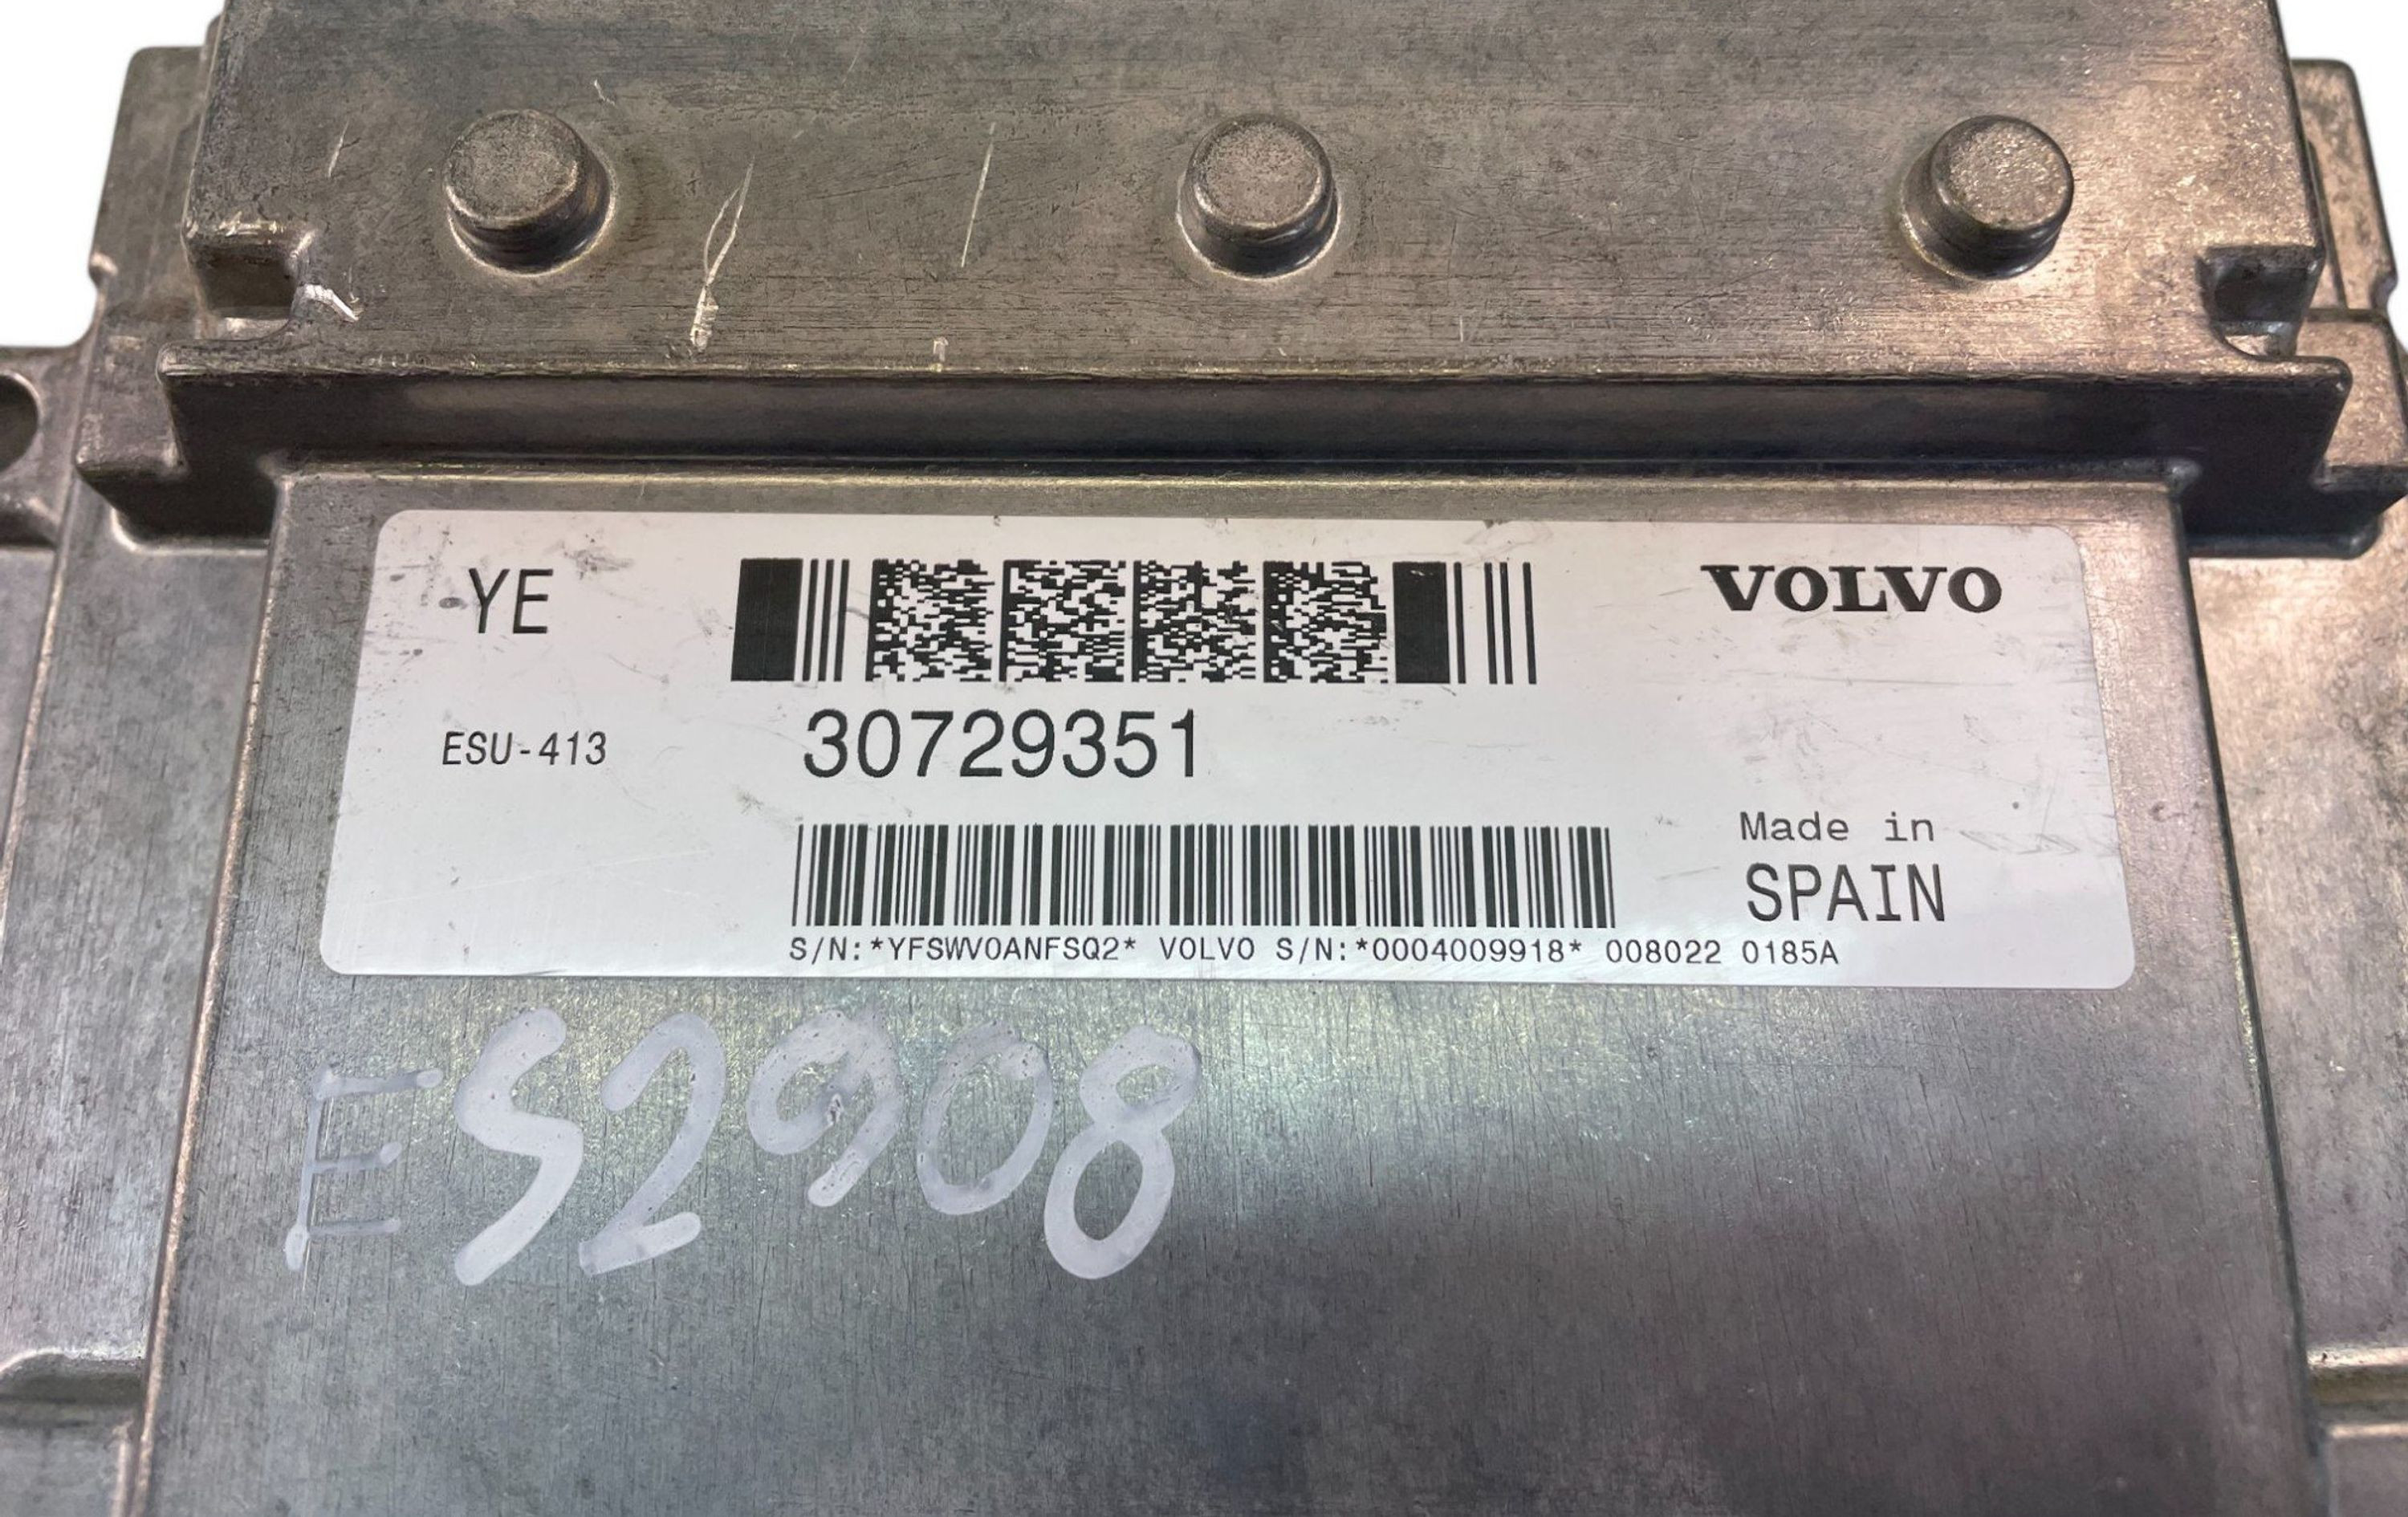 YE
VOLVO
ESU-413
30729351
Made in
SPAIN
S/N:*YFSWV0ANFSQ2* VOLVO S/N:*0004009918* 008022 0185A
ES2908